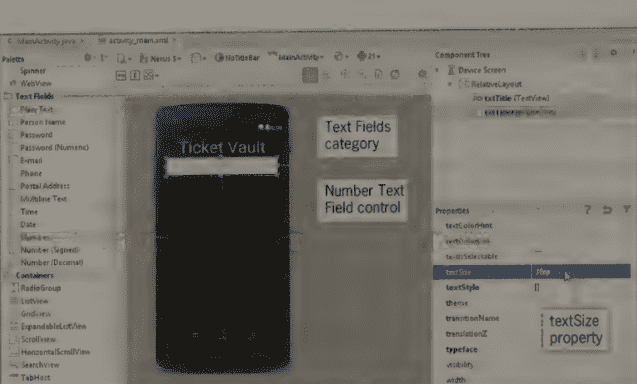 MainActivity.java
activity_main.xml
Palette
Nexus 5
NoTitleBar
MainActivity
21
Component Tree
Spinner
WebView
Text Fields
Plain Text
Person Name
Password
Password (Numeric)
E-mail
Phone
Postal Address
Multiline Text
Time
Date
Number
Number (Signed)
Number (Decimal)
Containers
RadioGroup
ListView
GridView
ExpandableListView
ScrollView
HorizontalScrollView
SearchView
TabHost
Ticket Vault
Text Fields
category
Number Text
Field control
Device Screen
RelativeLayout
txtTitle (TextView)
Properties
textColorHint
textIsSelectable
textSize
textStyle
[]
theme
transitionName
translationZ
typeface
visibility
width
textSize
property